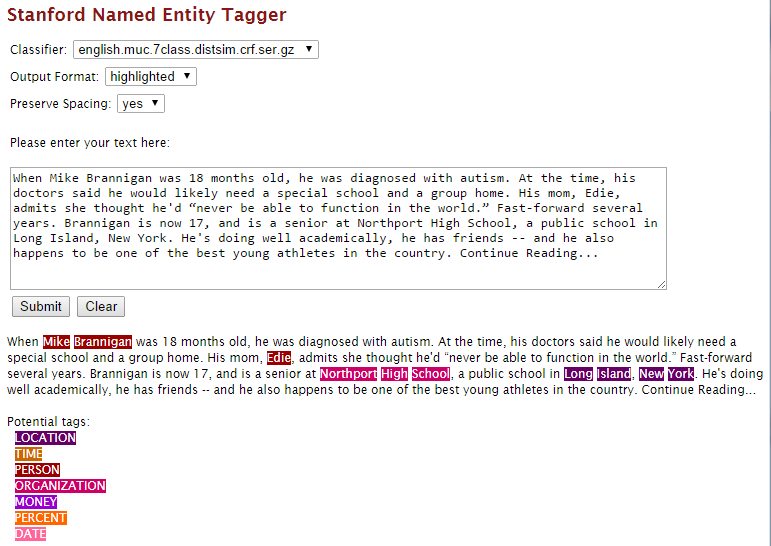 Stanford Named Entity Tagger
Classifier: english.muc.7class.distsim.crf.ser.gz
Output Format: highlighted
Preserve Spacing: yes
Please enter your text here:
When Mike Brannigan was 18 months old, he was diagnosed with autism. At the time, his
doctors said he would likely need a special school and a group home. His mom, Edie,
admits she thought he'd “never be able to function in the world.” Fast-forward several
years. Brannigan is now 17, and is a senior at Northport High School, a public school in
Long Island, New York. He's doing well academically, he has friends -- and he also
happens to be one of the best young athletes in the country. Continue Reading...
Submit Clear
When Mike Brannigan was 18 months old, he was diagnosed with autism. At the time, his doctors said he would likely need a
special school and a group home. His mom, Edie, admits she thought he'd “never be able to function in the world.” Fast-forward
several years. Brannigan is now 17, and is a senior at Northport High School, a public school in Long Island, New York. He's doing
well academically, he has friends -- and he also happens to be one of the best young athletes in the country. Continue Reading...
Potential tags:
LOCATION
TIME
PERSON
ORGANIZATION
MONEY
PERCENT
DATE